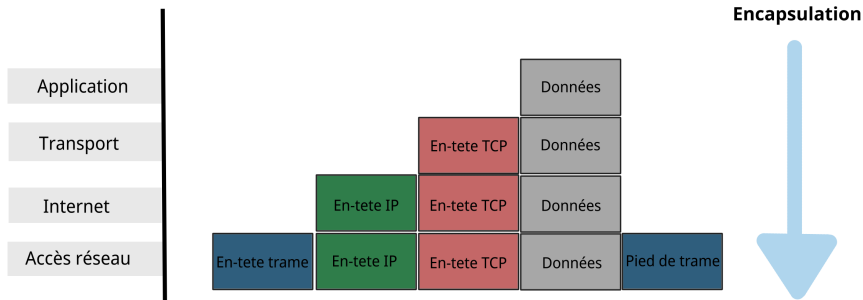 Encapsulation
Application
Données
Transport
En-tete TCP
Données
Internet
En-tete IP
En-tete TCP
Données
Accès réseau
En-tete trame
En-tete IP
En-tete TCP
Données
Pied de trame